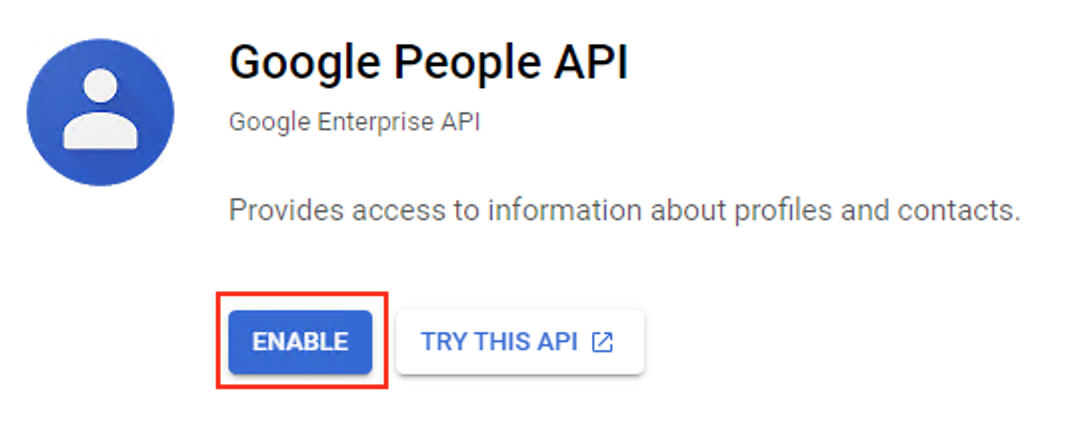 Google People API
Google Enterprise API
Provides access to information about profiles and contacts.
ENABLE
TRY THIS API